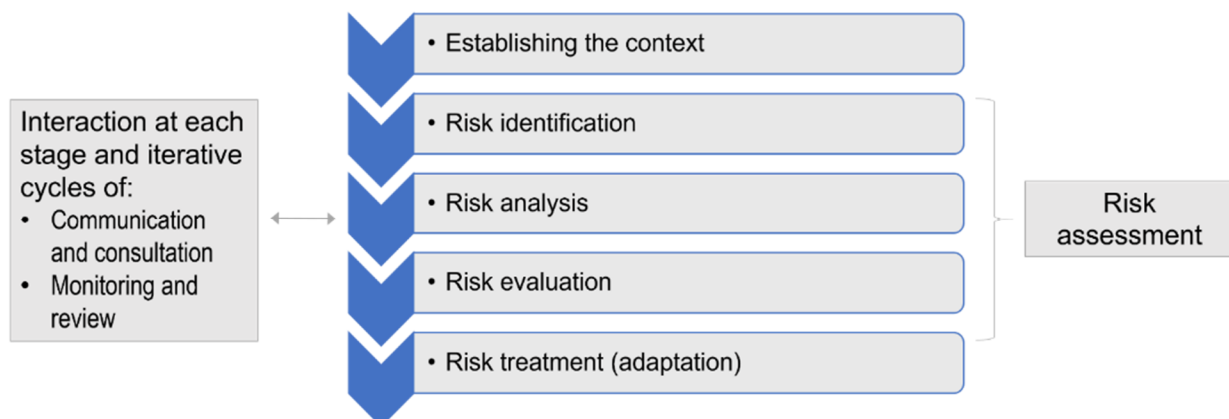 • Establishing the context
Interaction at each
stage and iterative
cycles of:
• Communication
and consultation
• Monitoring and
review
• Risk identification
• Risk analysis
• Risk evaluation
• Risk treatment (adaptation)
Risk
assessment